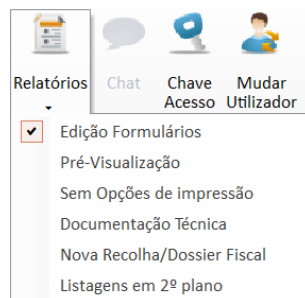 Relatórios Chat Chave Mudar
Acesso Utilizador
Edição Formulários
Pré-Visualização
Sem Opções de impressão
Documentação Técnica
Nova Recolha/Dossier Fiscal
Listagens em 2º plano